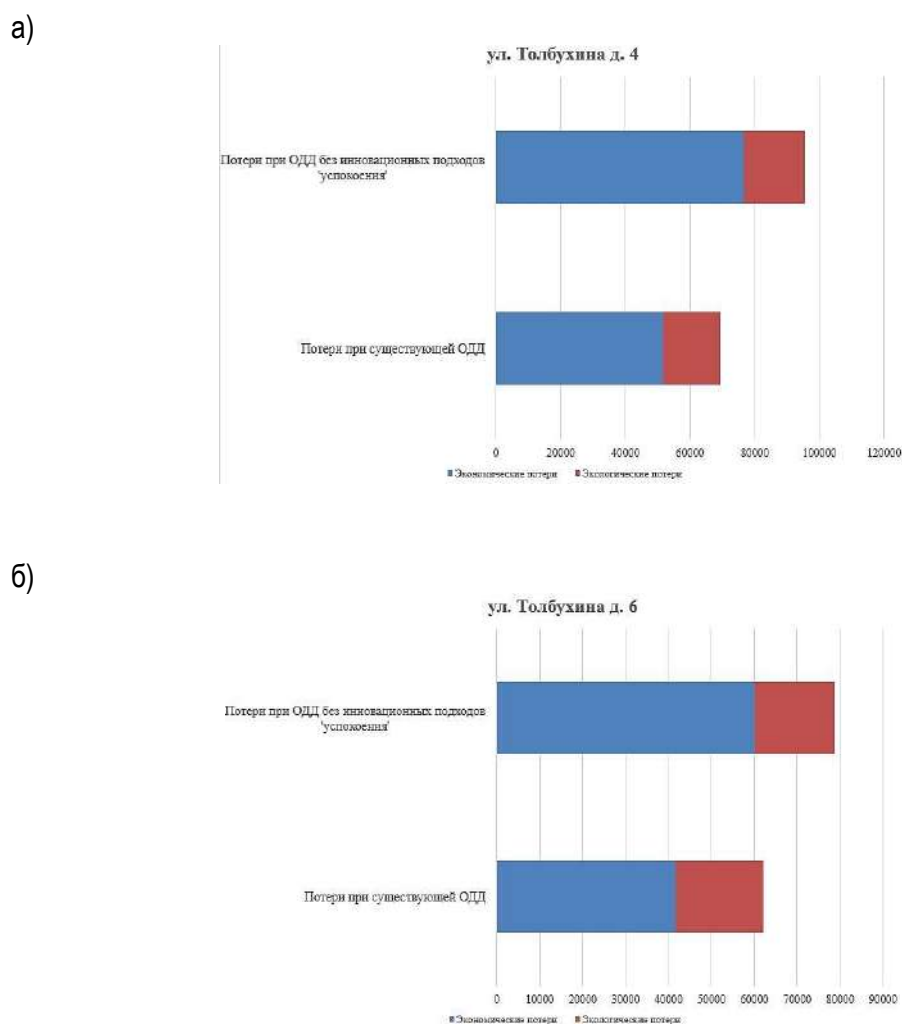 а)
ул. Толбухина д. 4
Потери при ОДД без инновационных подходов
'успокоения'
Потери при существующей ОДД
0 20000 40000 60000 80000 100000 120000
Экономические потери Экологические потери
б)
ул. Толбухина д. 6
Потери при ОДД без инновационных подходов
'успокоения'
Потери при существующей ОДД
0 10000 20000 30000 40000 50000 60000 70000 80000 90000
Экономические потери Экологические потери